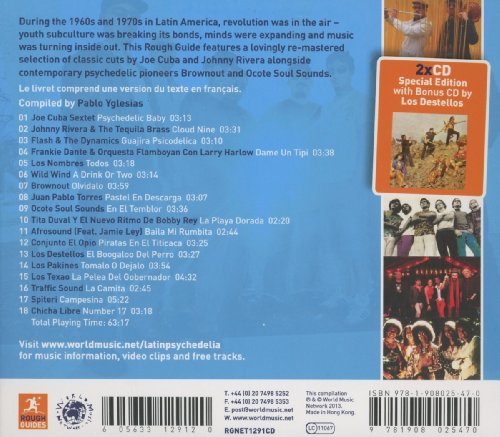 During the 1960s and 1970s in Latin America, revolution was in the air –
youth subculture was breaking its bonds, minds were expanding and music
was turning inside out. This Rough Guide features a lovingly re-mastered
selection of classic cuts by Joe Cuba and Johnny Rivera alongside
contemporary psychedelic pioneers Brownout and Ocote Soul Sounds.
Le livret comprend une version du texte en français.
Compiled by Pablo Yglesias
01 Joe Cuba Sextet Psychedelic Baby 03:13
02 Johnny Rivera & The Tequila Brass Cloud Nine 03:31
03 Flash & The Dynamics Guajira Psicodelica 03:10
04 Frankie Dante & Orquesta Flamboyan Con Larry Harlow Dame Un Tipi 03:38
05 Los Nombres Todos 03:18
06 Wild Wind A Drink Or Two 03:14
07 Brownout Olvidalo 03:59
08 Juan Pablo Torres Pastel En Descarga 03:07
09 Ocote Soul Sounds En El Temblor 03:36
10 Tita Duval Y El Nuevo Ritmo De Bobby Rey La Playa Dorada 02:20
11 Afrosound (Feat. Jamie Ley) Baila Mi Rumbita 02:44
12 Conjunto El Opio Piratas En El Titicaca 03:25
13 Los Destellos El Boogaloo Del Perro 03:27
14 Los Pakines Tomalo O Dejalo 03:54
15 Los Texao La Pelea Del Gobernador 02:56
16 Traffic Sound La Camita 02:45
17 Spiteri Campesina 05:22
18 Chicha Libre Number 17 03:18
Total Playing Time: 63:17
Visit www.worldmusic.net/latinpsychedelia
for music information, video clips and free tracks.
2xCD
Special Edition
with Bonus CD by
Los Destellos
ROUGH
GUIDES
6 05633 12912 0
T. +44 (0) 20 7498 5252
F. +44 (0) 20 7498 5353
E. post@worldmusic.net
W. www.worldmusic.net
RGNET1291CD
This compilation
℗ & © World Music
Network 2013.
Made in Hong Kong.
LC 11067
ISBN 978-1-908025-47-0
9 781908 025470